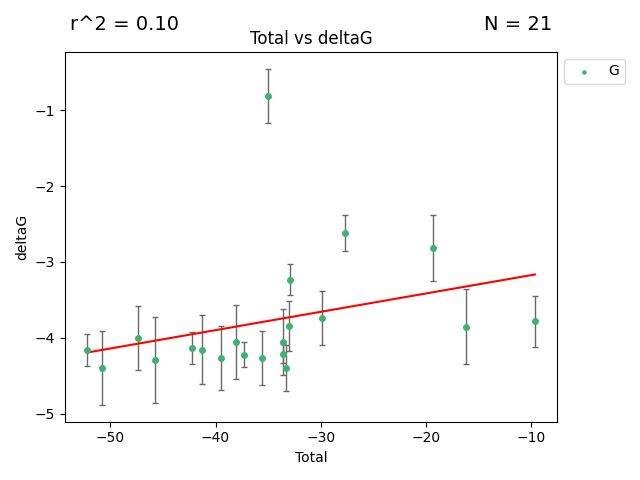 r^2 = 0.10
N = 21
Total vs deltaG
G
−1
−2
−3
−4
−5
deltaG
−50
−40
−30
−20
−10
Total